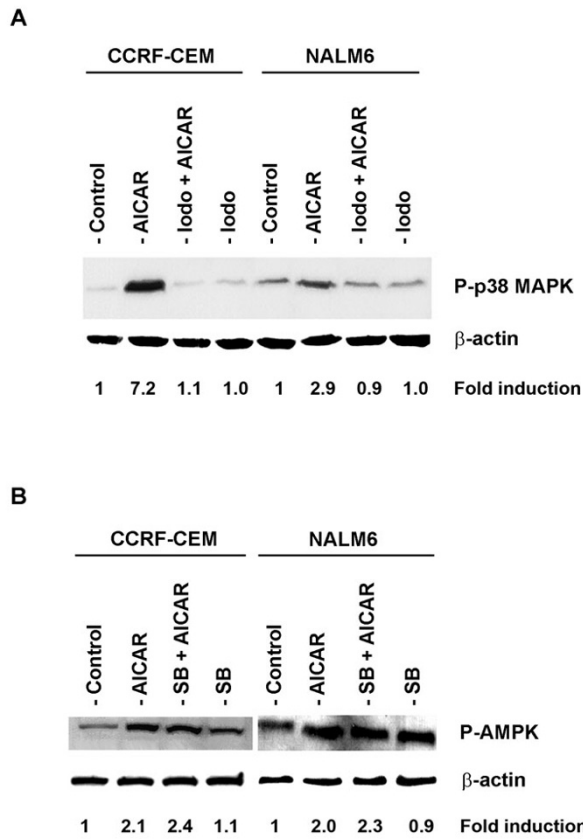 A
CCRF-CEM NALM6
- Control - AICAR - Iodo + AICAR - Iodo - Control - AICAR - Iodo + AICAR - Iodo
P-p38 MAPK
β-actin
1 7.2 1.1 1.0 1 2.9 0.9 1.0 Fold induction
B
CCRF-CEM NALM6
- Control - AICAR - SB + AICAR - SB - Control - AICAR - SB + AICAR - SB
P-AMPK
β-actin
1 2.1 2.4 1.1 1 2.0 2.3 0.9 Fold induction